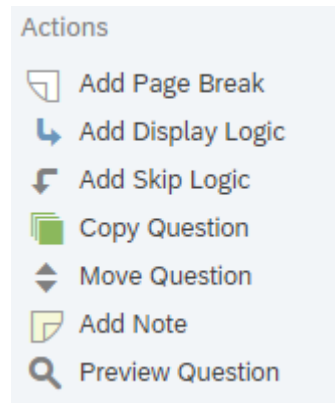 Actions
Add Page Break
Add Display Logic
Add Skip Logic
Copy Question
Move Question
Add Note
Preview Question